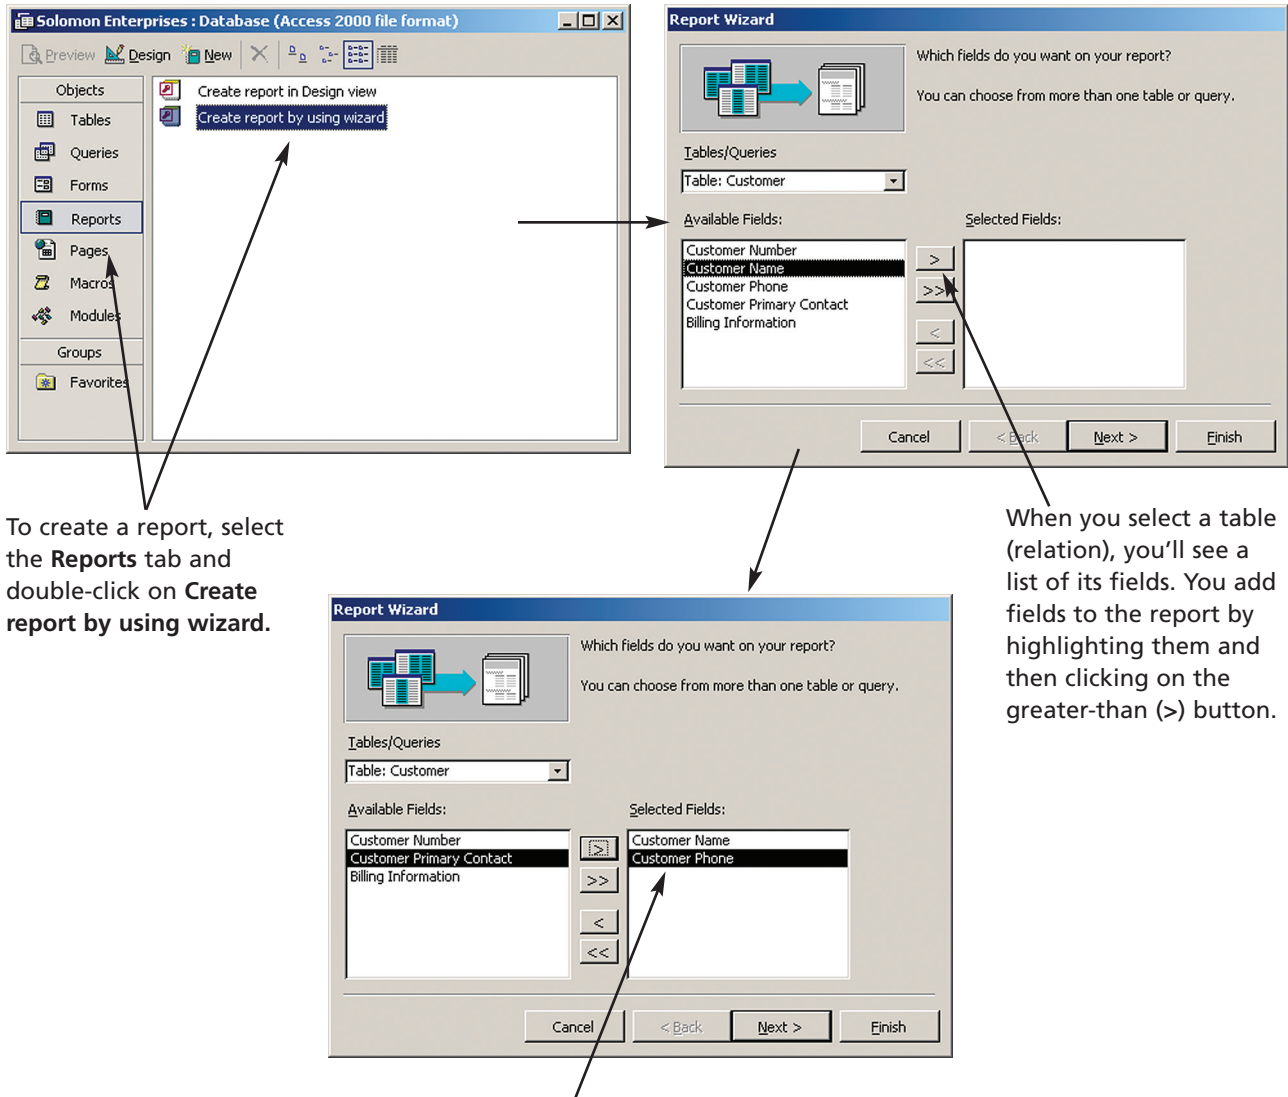 Solomon Enterprises : Database (Access 2000 file format)
Preview Design New
Objects
Tables
Queries
Forms
Reports
Pages
Macros
Modules
Groups
Favorites
Create report in Design view
Create report by using wizard
Report Wizard
Which fields do you want on your report?
You can choose from more than one table or query.
Tables/Queries
Table: Customer
Available Fields:
Selected Fields:
Customer Number
Customer Name
Customer Phone
Customer Primary Contact
Billing Information
>
>>
<
<<
Cancel < Back Next > Finish
To create a report, select
the Reports tab and
double-click on Create
report by using wizard.
When you select a table
(relation), you’ll see a
list of its fields. You add
fields to the report by
highlighting them and
then clicking on the
greater-than (>) button.
Report Wizard
Which fields do you want on your report?
You can choose from more than one table or query.
Tables/Queries
Table: Customer
Available Fields:
Selected Fields:
Customer Number
Customer Primary Contact
Billing Information
>
>>
<
<<
Customer Name
Customer Phone
Cancel < Back Next > Finish